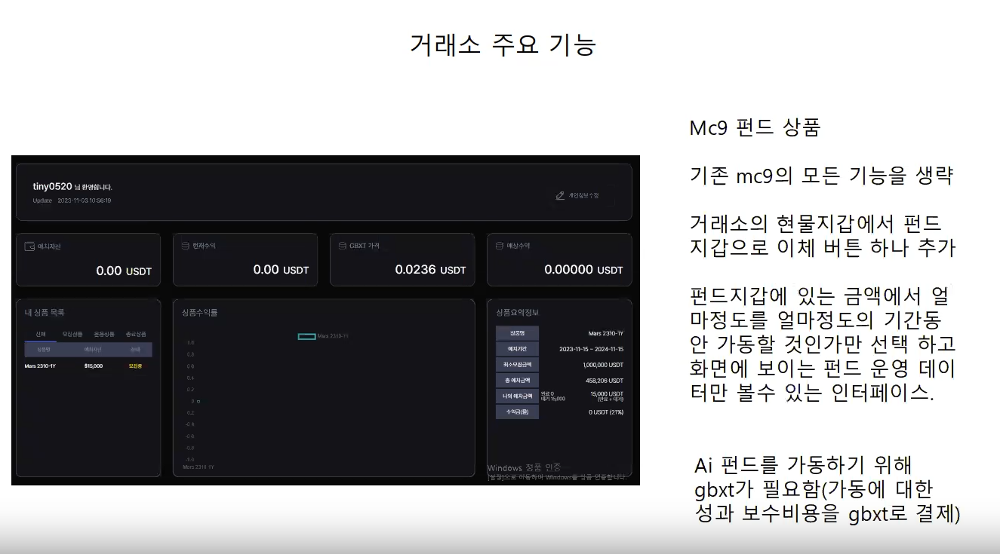 거래소 주요 기능
tiny0520 님 환영합니다.
Update 2023-11-03 10:56:19
개인정보수정
예치자산
0.00 USDT
현재수익
0.00 USDT
GBXT 가격
0.0236 USDT
예상수익
0.00000 USDT
내 상품 목록
신청 모집상품 운용상품 종료상품
상품명 예치자산 상태
Mars 2310-1Y $15,000 모집중
상품수익률
Mars 2310-1Y
0.8
0.6
0.4
0.2
0
-0.4
-0.6
-0.8
-1.0
Mars 2310-1Y
상품요약정보
상품명 Mars 2310-1Y
예치기간 2023-11-15 ~ 2024-11-15
최소모집금액 1,000,000 USDT
총 예치금액 458,206 USDT
나의 예치금액 완료 0 15,000 USDT
대기 15,000 (완료 + 대기)
수익금(률) 0 USDT (21%)
Windows 정품 인증
[설정]으로 이동하여 Windows를 정품 인증합니다.
Mc9 펀드 상품
기존 mc9의 모든 기능을 생략
거래소의 현물지갑에서 펀드
지갑으로 이체 버튼 하나 추가
펀드지갑에 있는 금액에서 얼
마정도를 얼마정도의 기간동
안 가동할 것인가만 선택 하고
화면에 보이는 펀드 운영 데이
터만 볼수 있는 인터페이스.
Ai 펀드를 가동하기 위해
gbxt가 필요함(가동에 대한
성과 보수비용을 gbxt로 결제)